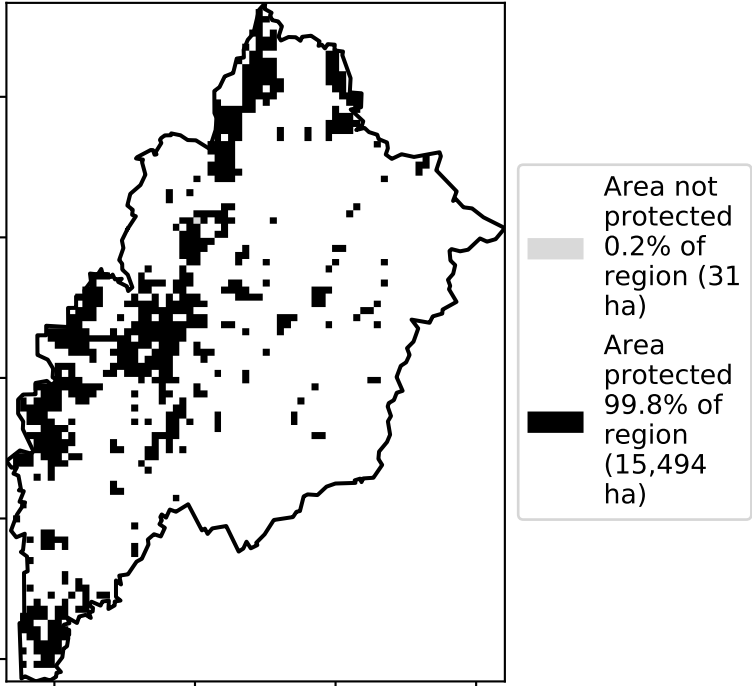 Area not
protected
0.2% of
region (31
ha)
Area
protected
99.8% of
region
(15,494
ha)